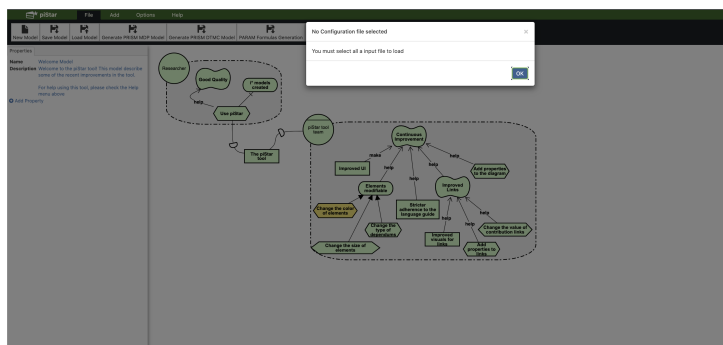 piStar File Add Options Help
New Model Save Model Load Model Generate PRISM MDP Model Generate PRISM DTMC Model PARAM Formulas Generation
No Configuration file selected ×
You must select all a input file to load
OK
Properties
Name Welcome Model
Description Welcome to the piStar tool! This model describe
some of the recent improvements in the tool.
For help using this tool, please check the Help
menu above
Add Property
Researcher
Good Quality
i* models
created
help
Use piStar
The piStar
tool
piStar tool
team
Continuous
Improvement
make
help
help
help
help
Improved UI
Add properties
to the diagram
Elements
modifiable
Improved
Links
Change the color
of elements
Stricter
adherence to the
language guide
help
help
help
Change the
type of
dependums
Change the value of
contribution links
Improved
visuals for
links
Change the size of
elements
Add
properties to
links